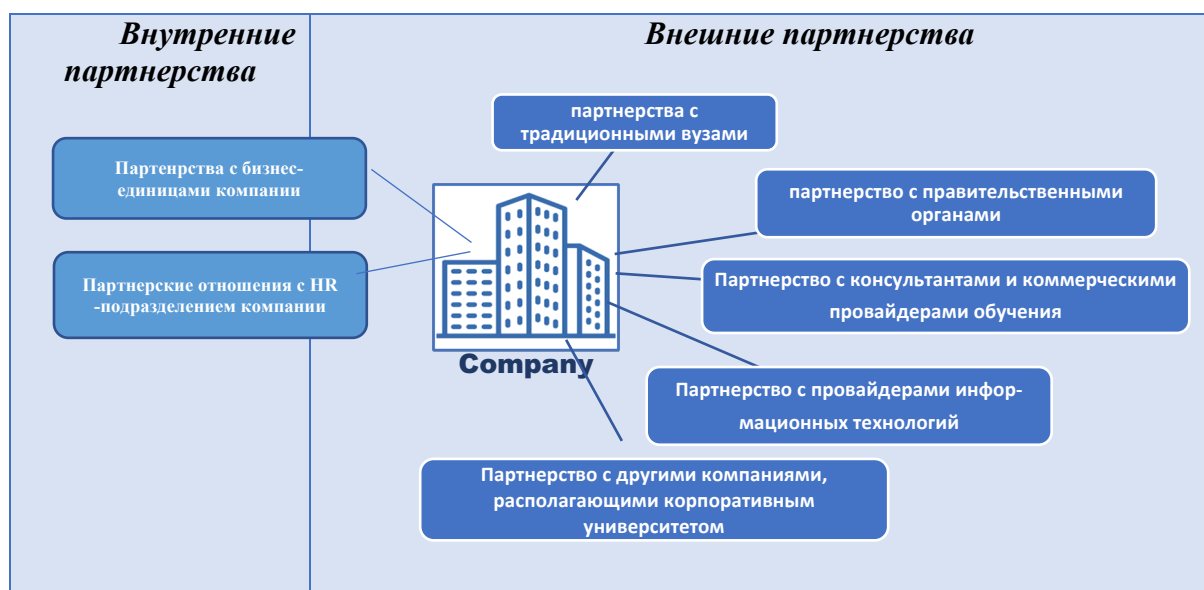 Внутренние
партнерства
Внешние партнерства
партнерства с
традиционными вузами
Партенрства с бизнес-
единицами компании
партнерство с правительственными
органами
Партнерские отношения с HR
-подразделением компании
Партнерство с консультантами и коммерческими
провайдерами обучения
Company
Партнерство с провайдерами инфор-
мационных технологий
Партнерство с другими компаниями,
располагающими корпоративным
университетом